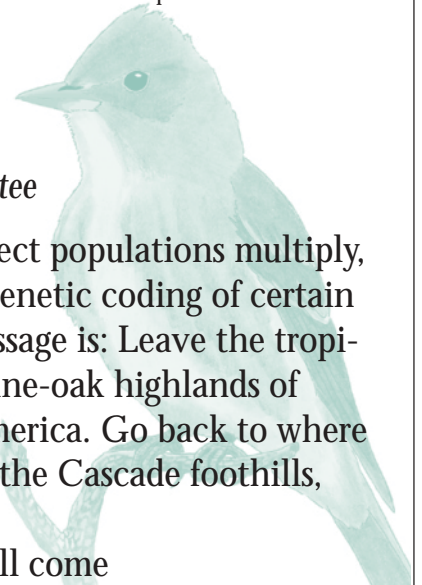 tee
ect populations multiply,
enetic coding of certain
ssage is: Leave the tropi-
ine-oak highlands of
merica. Go back to where
the Cascade foothills,
ll come